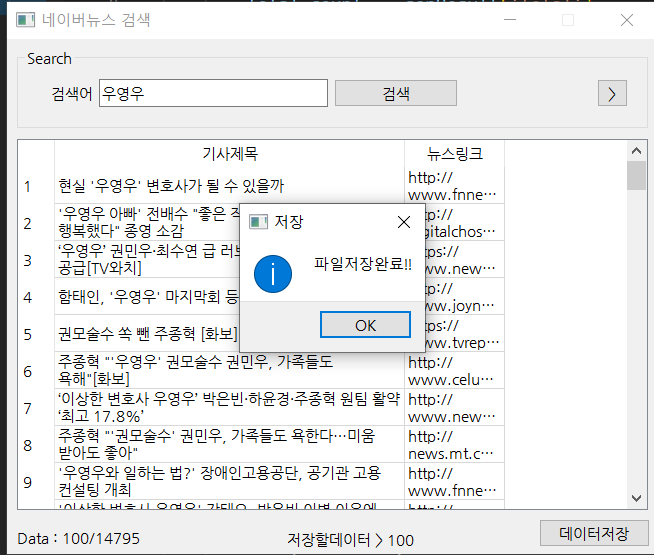 네이버뉴스 검색
Search
검색어
우영우
검색
>
기사제목
뉴스링크
1
현실 '우영우' 변호사가 될 수 있을까
http://
www.fnne…
2
'우영우 아빠' 전배수 "좋은
행복했다" 종영 소감
igitalchos…
3
‘우영우’ 권민우·최수연 급 러브
공급[TV와치]
ttps://
www.new…
4
함태인, '우영우' 마지막회 등
www.joyn…
5
권모술수 쏙 뺀 주종혁 [화보]
ttps://
www.tvrep…
6
주종혁 "'우영우' 권모술수 권민우, 가족들도
욕해"[화보]
http://
www.celu…
7
‘이상한 변호사 우영우’ 박은빈·하윤경·주종혁 원팀 활약
‘최고 17.8%’
http://
www.new…
8
주종혁 "'권모술수' 권민우, 가족들도 욕한다…미움
받아도 좋아"
http://
news.mt.c…
9
'우영우와 일하는 법?' 장애인고용공단, 공기관 고용
컨설팅 개최
http://
www.fnne…
저장
파일저장완료!!
OK
Data : 100/14795
저장할데이터 > 100
데이터저장